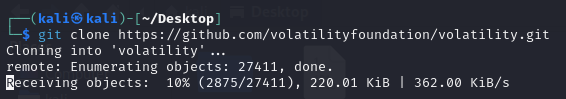 ┌──(kali㉿kali)-[~/Desktop]
└─$ git clone https://github.com/volatilityfoundation/volatility.git
Cloning into 'volatility'...
remote: Enumerating objects: 27411, done.
Receiving objects:  10% (2875/27411), 220.01 KiB | 362.00 KiB/s